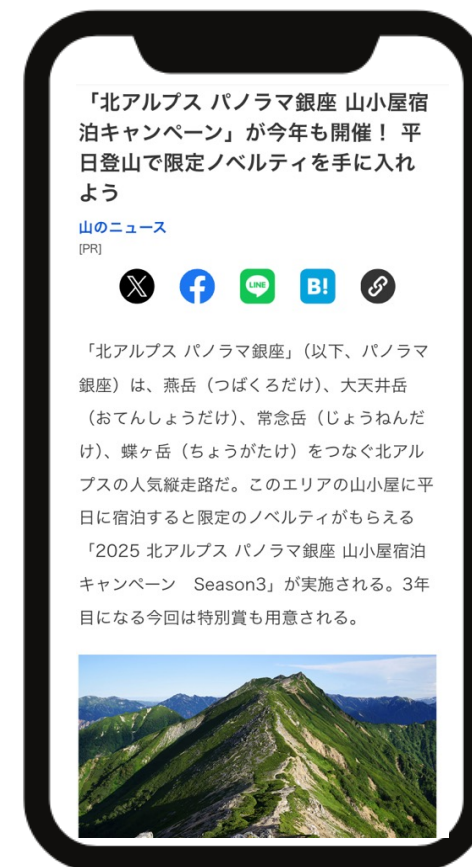 「北アルプス パノラマ銀座 山小屋宿
泊キャンペーン」が今年も開催！ 平
日登山で限定ノベルティを手に入れ
よう
山のニュース
[PR]
LINE
B!
「北アルプス パノラマ銀座」（以下、パノラマ
銀座）は、燕岳（つばくろだけ）、大天井岳
（おてんしょうだけ）、常念岳（じょうねんだ
け）、蝶ヶ岳（ちょうがたけ）をつなぐ北アル
プスの人気縦走路だ。このエリアの山小屋に平
日に宿泊すると限定のノベルティがもらえる
「2025 北アルプス パノラマ銀座 山小屋宿泊
キャンペーン　Season3」が実施される。3年
目になる今回は特別賞も用意される。